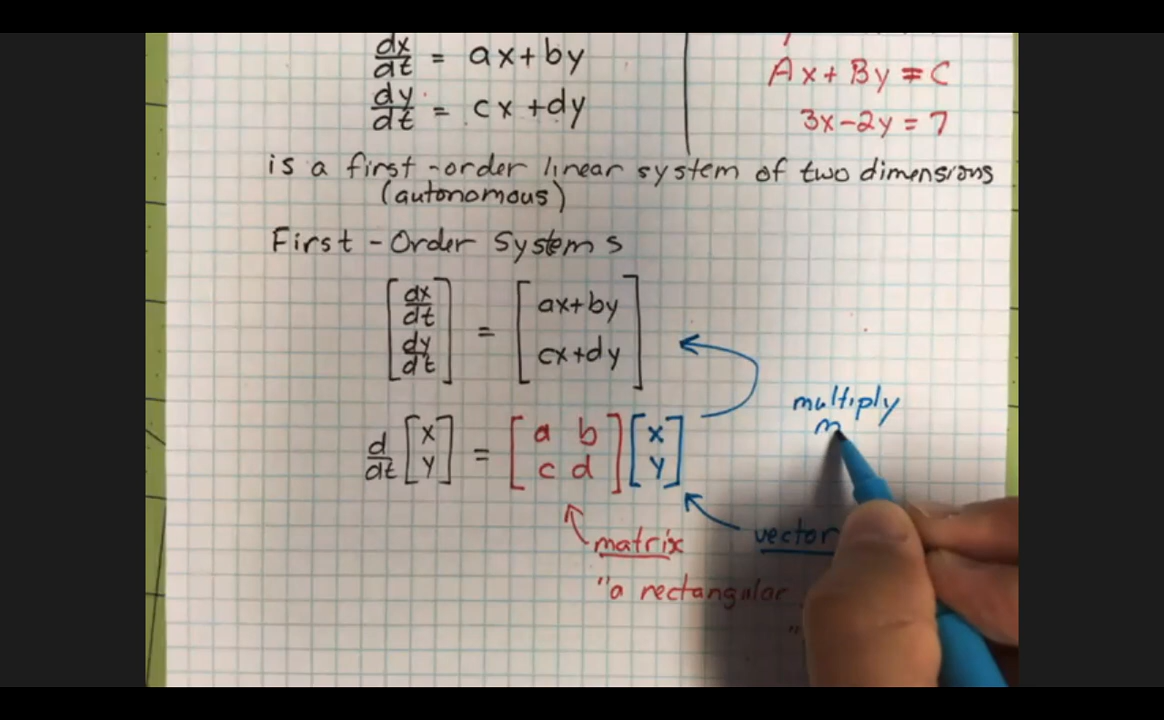 dx/dt = ax+by
dy/dt = cx+dy
Ax + By = C
3x-2y = 7
is a first-order linear system of two dimensions
(autonomous)
First-Order Systems
[dx/dt dy/dt] = [ax+by cx+dy]
multiply
m
d/dt [x y] = [a b c d] [x y]
vector
matrix
"a rectangular